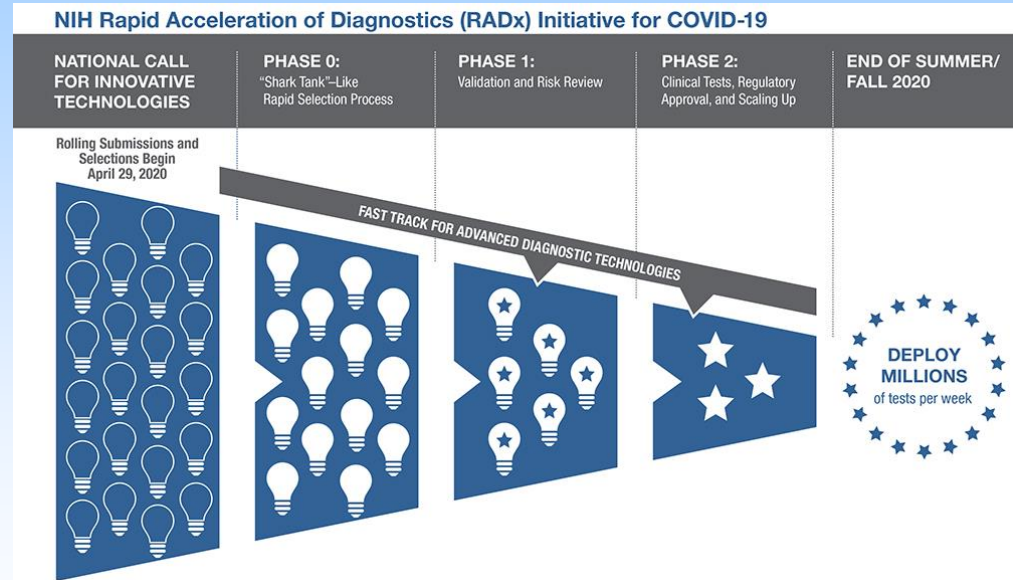 NIH Rapid Acceleration of Diagnostics (RADx) Initiative for COVID-19
NATIONAL CALL
FOR INNOVATIVE
TECHNOLOGIES
PHASE 0:
“Shark Tank”–Like
Rapid Selection Process
PHASE 1:
Validation and Risk Review
PHASE 2:
Clinical Tests, Regulatory
Approval, and Scaling Up
END OF SUMMER/
FALL 2020
Rolling Submissions and
Selections Begin
April 29, 2020
FAST TRACK FOR ADVANCED DIAGNOSTIC TECHNOLOGIES
DEPLOY
MILLIONS
of tests per week